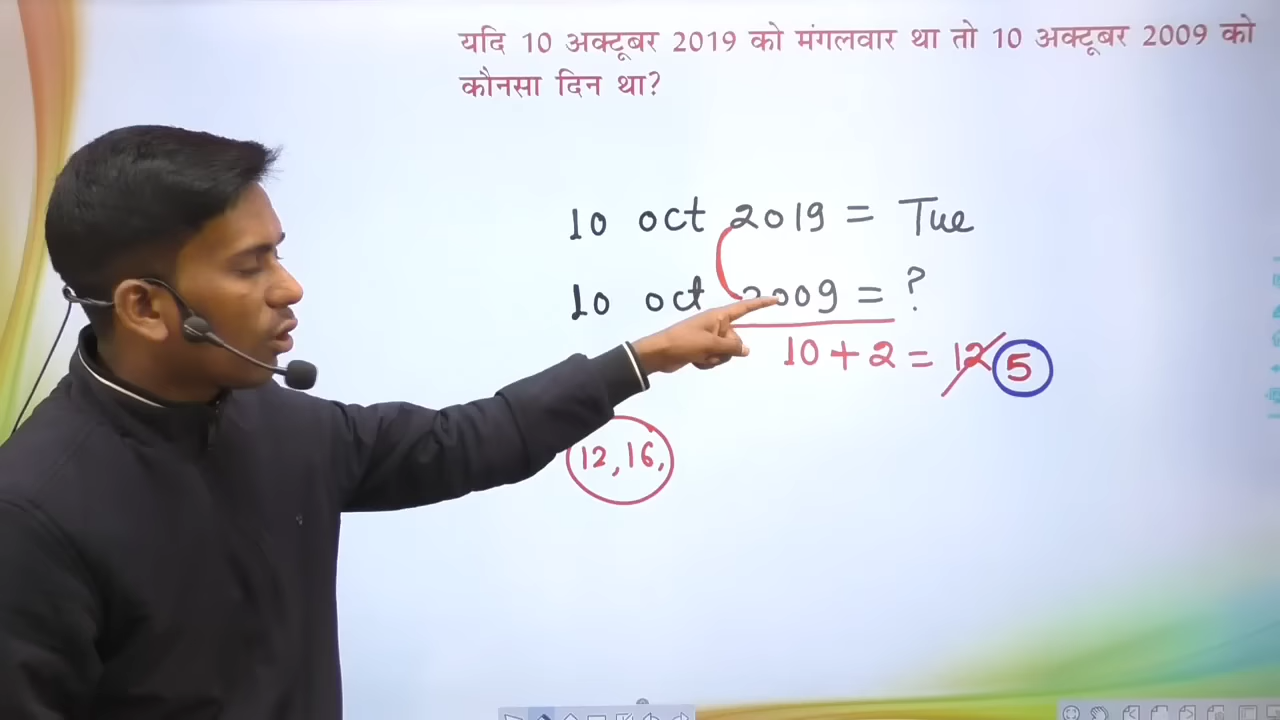 यदि 10 अक्टूबर 2019 को मंगलवार था तो 10 अक्टूबर 2009 को
कौनसा दिन था?
10 oct 2019 = Tue
10 oct 2009 = ?
10 + 2 = 12 5
12, 16,